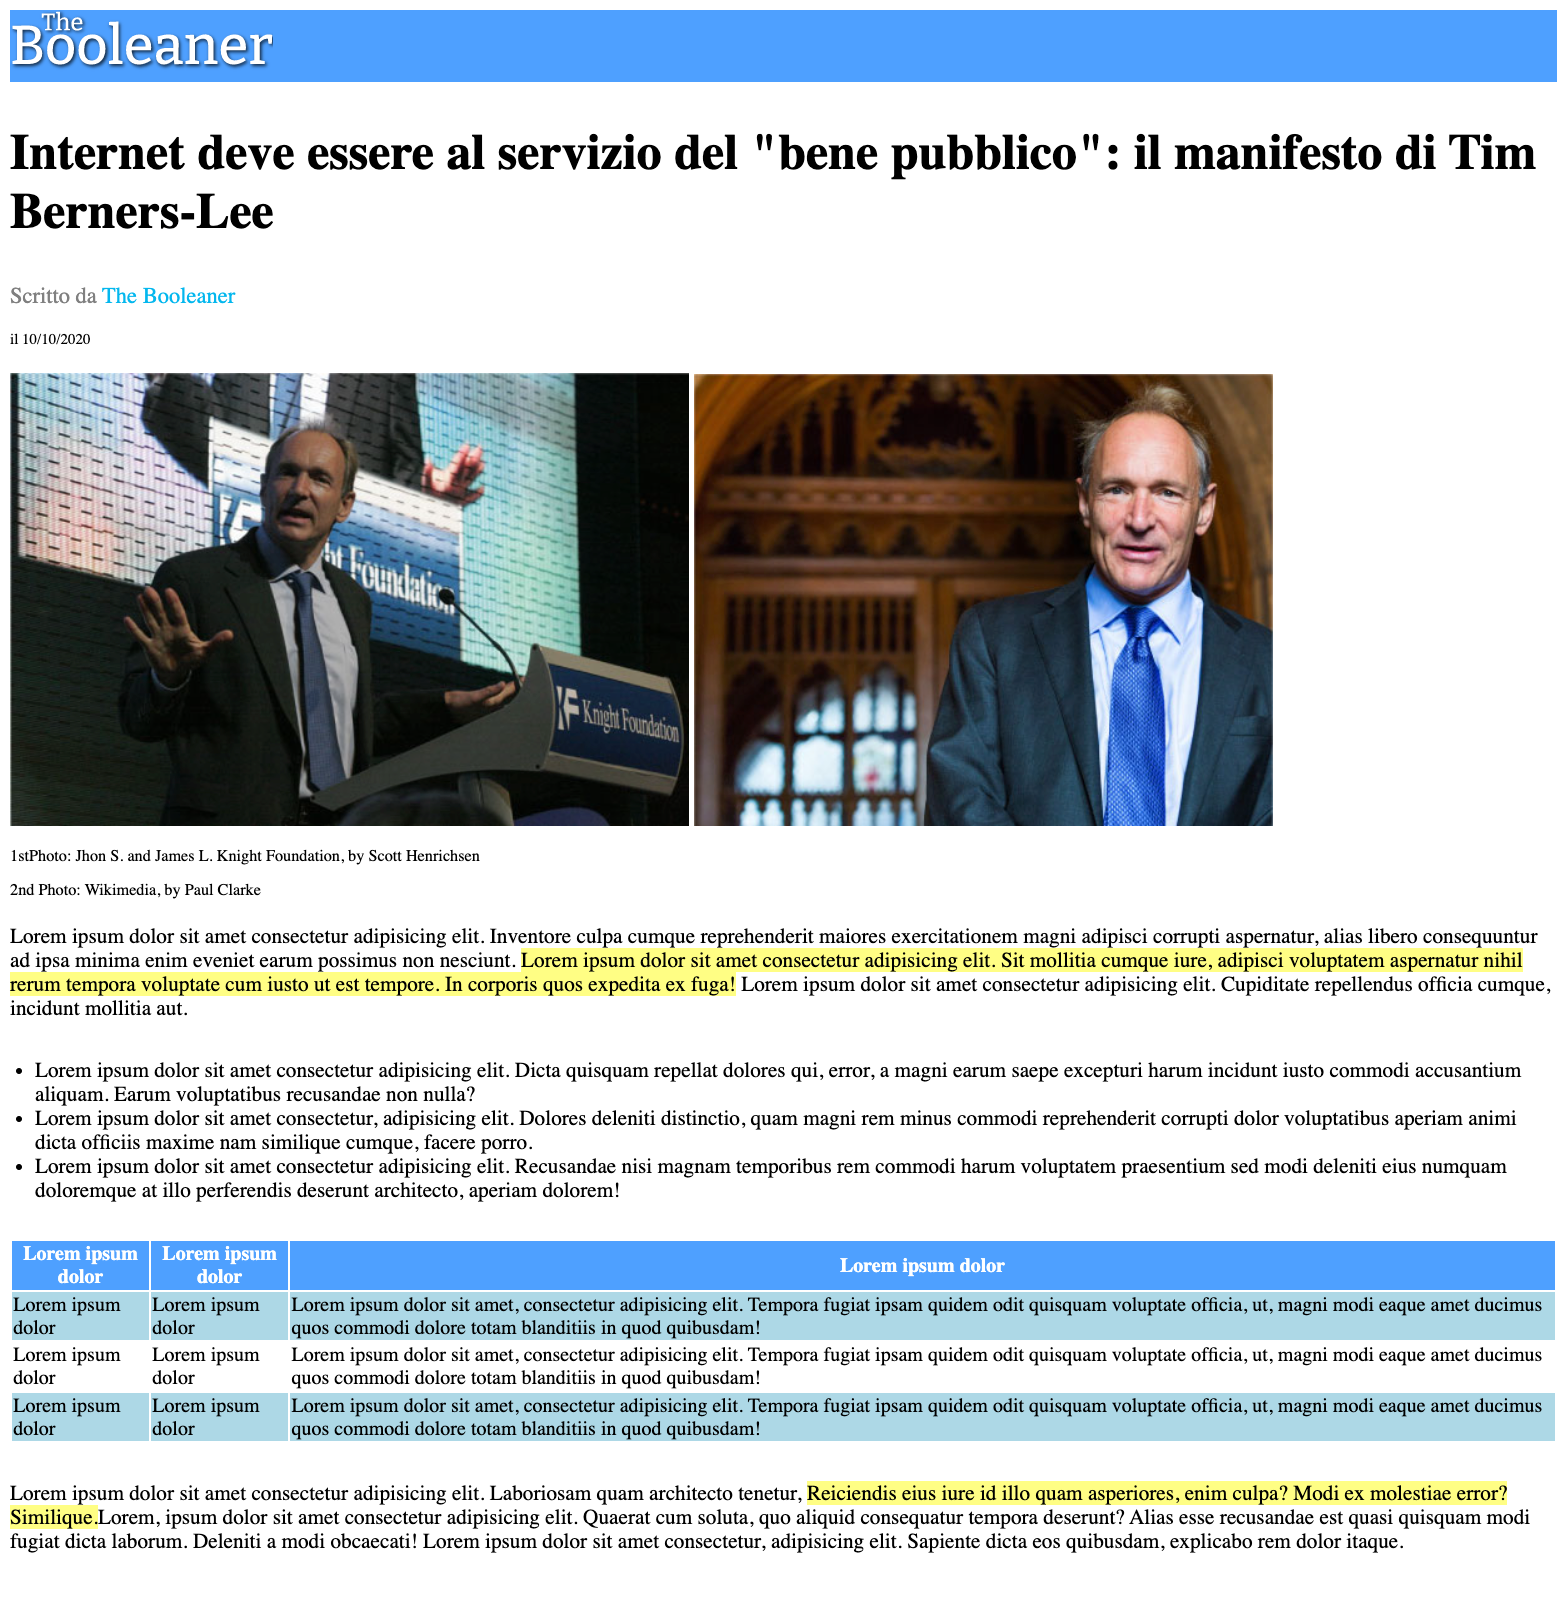 The
Booleaner
Internet deve essere al servizio del "bene pubblico": il manifesto di Tim
Berners-Lee
Scritto da The Booleaner
il 10/10/2020
Foundation
Knight Foundation
1stPhoto: Jhon S. and James L. Knight Foundation, by Scott Henrichsen
2nd Photo: Wikimedia, by Paul Clarke
Lorem ipsum dolor sit amet consectetur adipisicing elit. Inventore culpa cumque reprehenderit maiores exercitationem magni adipisci corrupti aspernatur, alias libero consequuntur
ad ipsa minima enim eveniet earum possimus non nesciunt. Lorem ipsum dolor sit amet consectetur adipisicing elit. Sit mollitia cumque iure, adipisci voluptatem aspernatur nihil
rerum tempora voluptate cum iusto ut est tempore. In corporis quos expedita ex fuga! Lorem ipsum dolor sit amet consectetur adipisicing elit. Cupiditate repellendus officia cumque,
incidunt mollitia aut.
• Lorem ipsum dolor sit amet consectetur adipisicing elit. Dicta quisquam repellat dolores qui, error, a magni earum saepe excepturi harum incidunt iusto commodi accusantium
aliquam. Earum voluptatibus recusandae non nulla?
• Lorem ipsum dolor sit amet consectetur, adipisicing elit. Dolores deleniti distinctio, quam magni rem minus commodi reprehenderit corrupti dolor voluptatibus aperiam animi
dicta officiis maxime nam similique cumque, facere porro.
• Lorem ipsum dolor sit amet consectetur adipisicing elit. Recusandae nisi magnam temporibus rem commodi harum voluptatem praesentium sed modi deleniti eius numquam
doloremque at illo perferendis deserunt architecto, aperiam dolorem!
Lorem ipsum dolor
Lorem ipsum dolor
Lorem ipsum dolor
Lorem ipsum dolor
Lorem ipsum dolor
Lorem ipsum dolor sit amet, consectetur adipisicing elit. Tempora fugiat ipsam quidem odit quisquam voluptate officia, ut, magni modi eaque amet ducimus
quos commodi dolore totam blanditiis in quod quibusdam!
Lorem ipsum dolor
Lorem ipsum dolor
Lorem ipsum dolor sit amet, consectetur adipisicing elit. Tempora fugiat ipsam quidem odit quisquam voluptate officia, ut, magni modi eaque amet ducimus
quos commodi dolore totam blanditiis in quod quibusdam!
Lorem ipsum dolor
Lorem ipsum dolor
Lorem ipsum dolor sit amet, consectetur adipisicing elit. Tempora fugiat ipsam quidem odit quisquam voluptate officia, ut, magni modi eaque amet ducimus
quos commodi dolore totam blanditiis in quod quibusdam!
Lorem ipsum dolor sit amet consectetur adipisicing elit. Laboriosam quam architecto tenetur, Reiciendis eius iure id illo quam asperiores, enim culpa? Modi ex molestiae error?
Similique.Lorem, ipsum dolor sit amet consectetur adipisicing elit. Quaerat cum soluta, quo aliquid consequatur tempora deserunt? Alias esse recusandae est quasi quisquam modi
fugiat dicta laborum. Deleniti a modi obcaecati! Lorem ipsum dolor sit amet consectetur, adipisicing elit. Sapiente dicta eos quibusdam, explicabo rem dolor itaque.